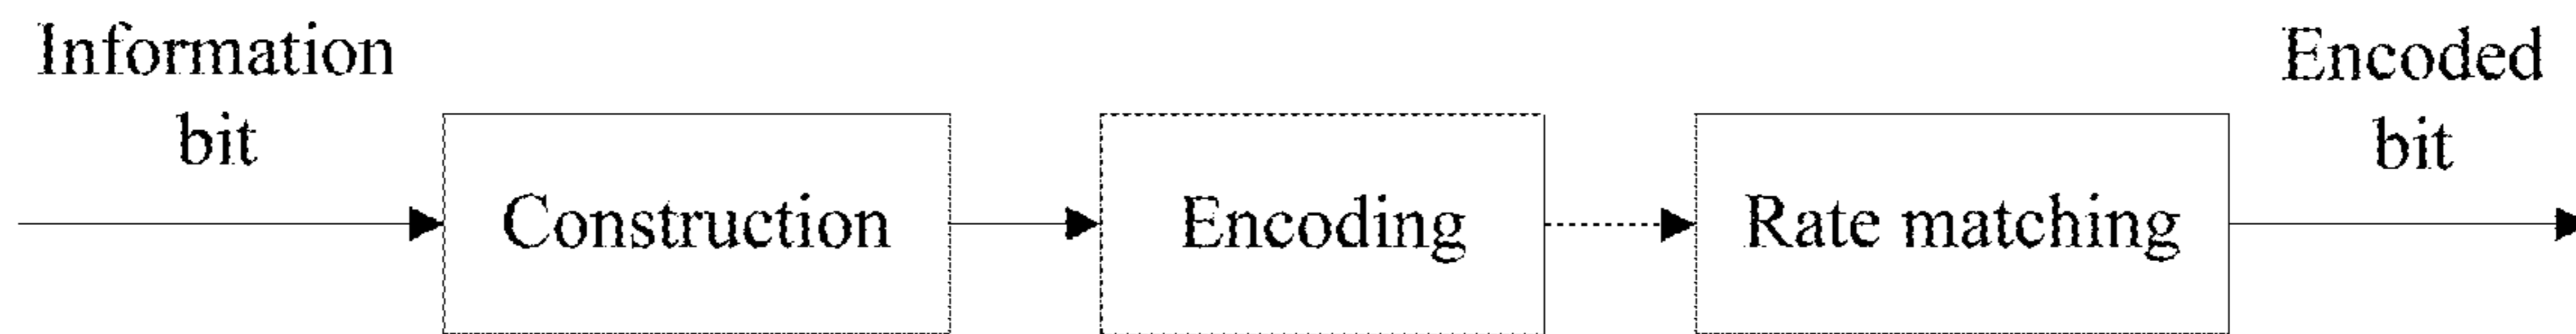 Information
bit
Construction
Encoding
Rate matching
Encoded
bit